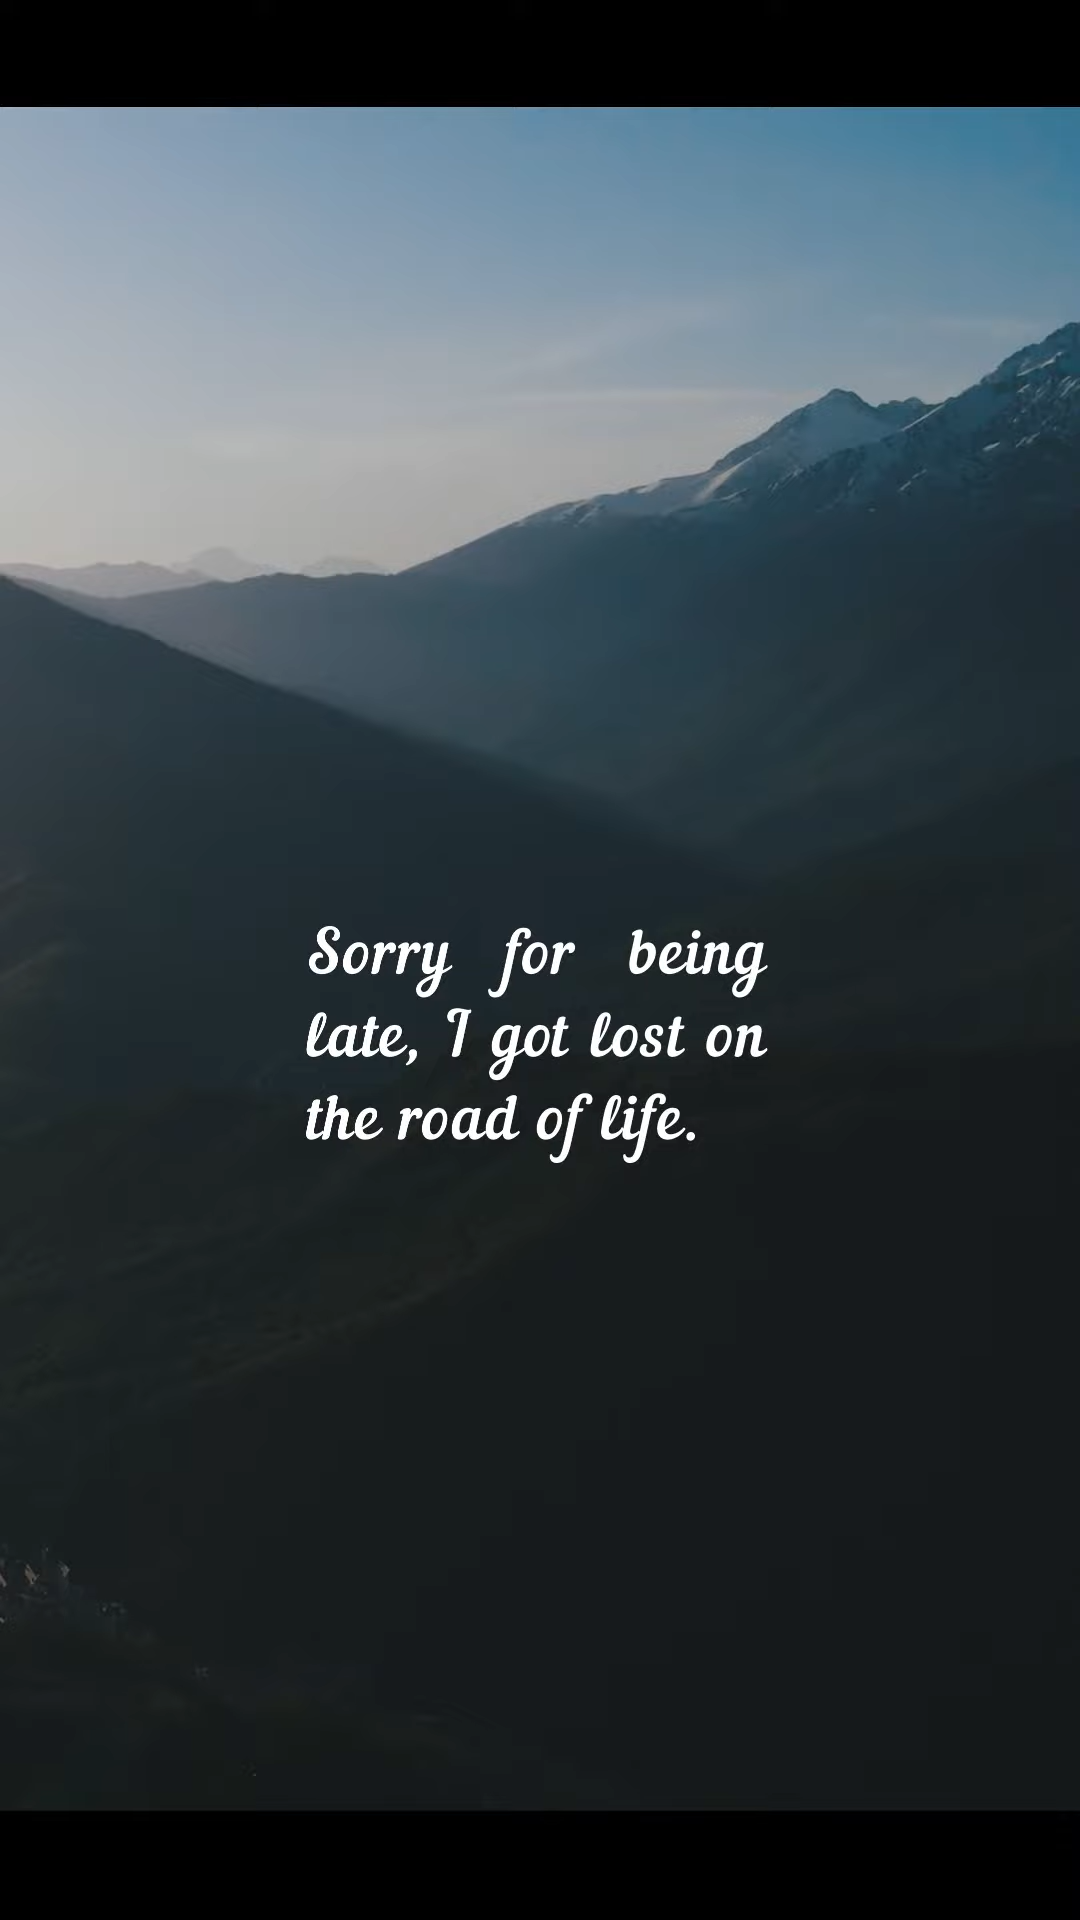 Sorry for being
late, I got lost on
the road of life.